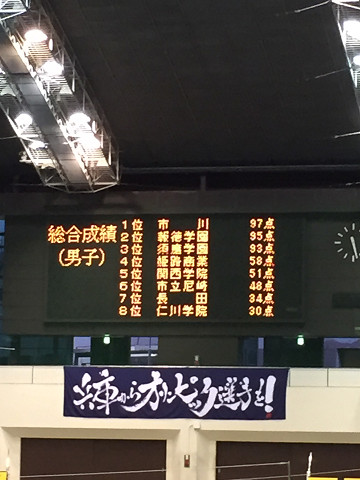 総合成績
(男子)
1位 市川 97点
2位 報徳学園 95点
3位 須磨学園 93点
4位 姫路商業 58点
5位 関西学院 51点
6位 市立尼崎 48点
7位 長田 34点
8位 仁川学院 30点
兵庫からオリンピック選手を!